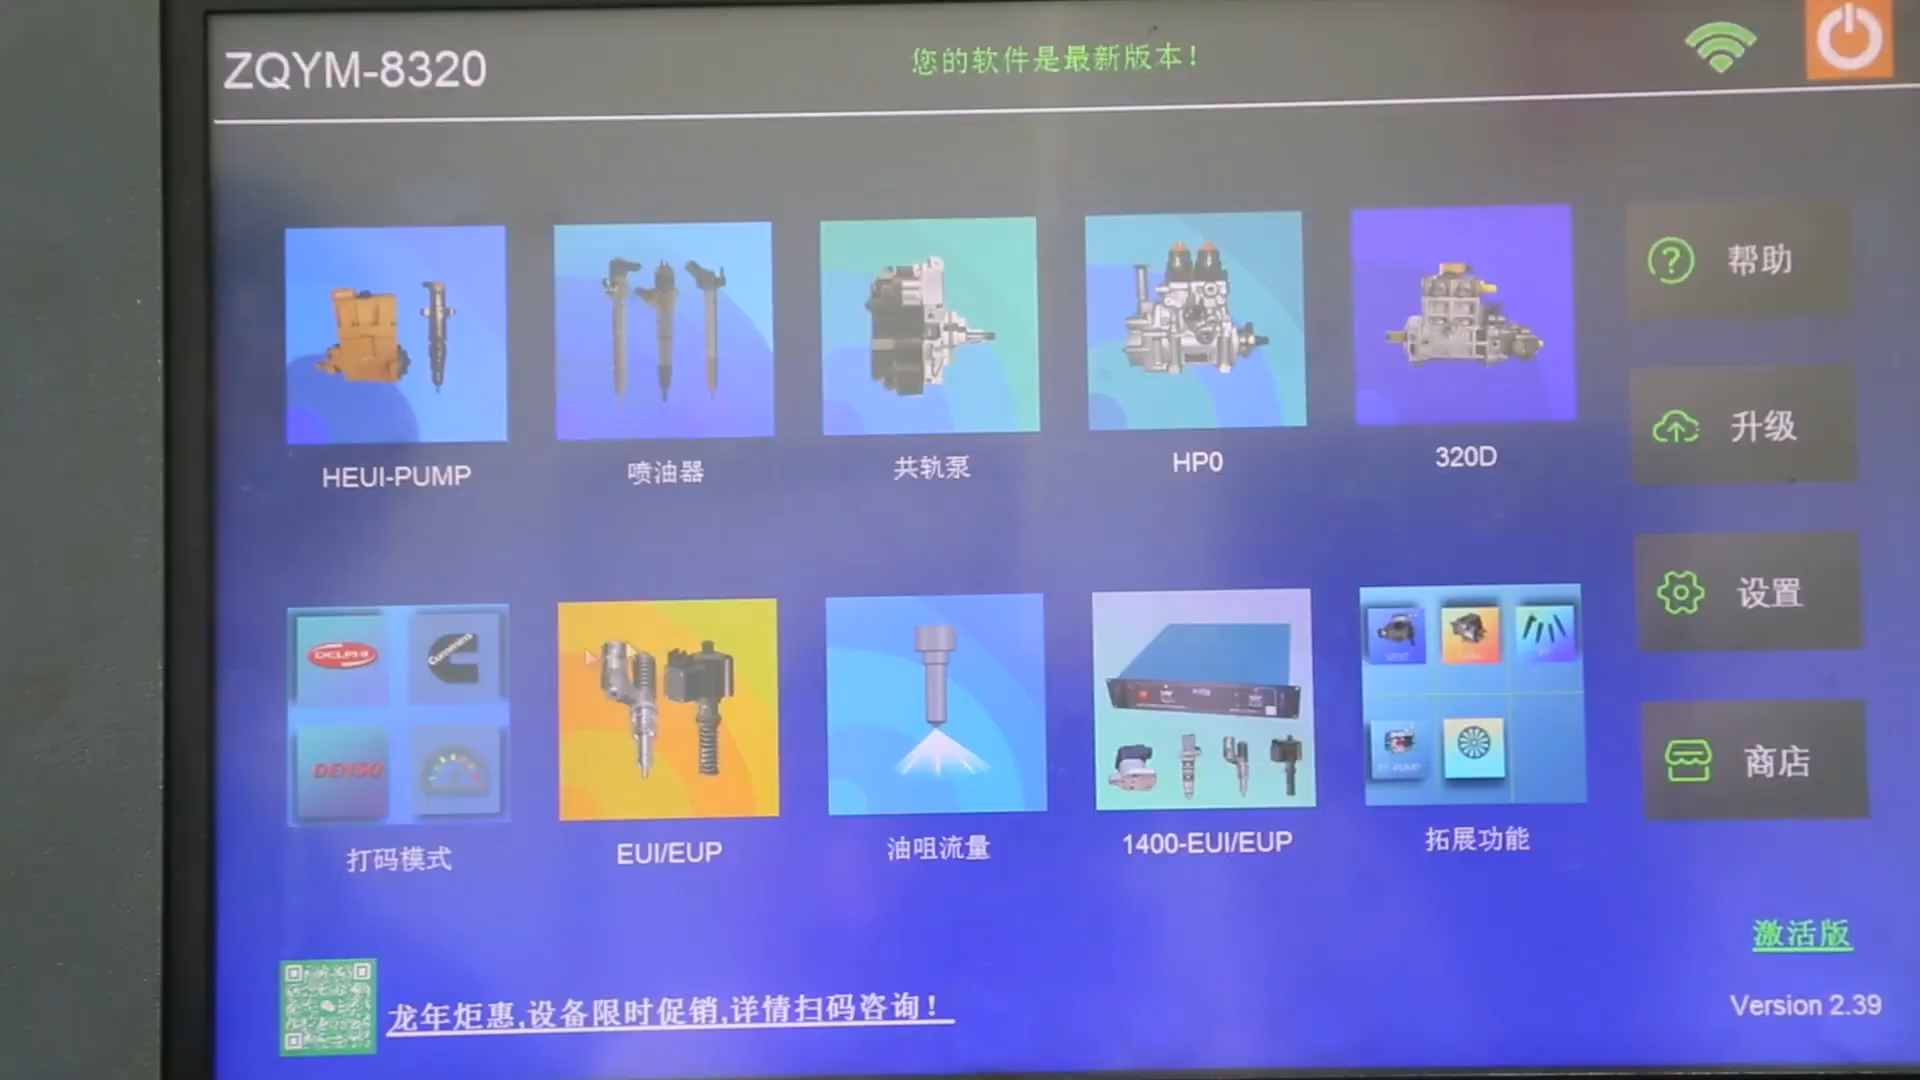 ZQYM-8320
您的软件是最新版本！
HEUI-PUMP
喷油器
共轨泵
HP0
320D
帮助
升级
设置
商店
DELPHI
Cummins
DENSO
打码模式
EUI/EUP
油咀流量
1400-EUI/EUP
拓展功能
激活版
龙年炬惠,设备限时促销,详情扫码咨询！
Version 2.39